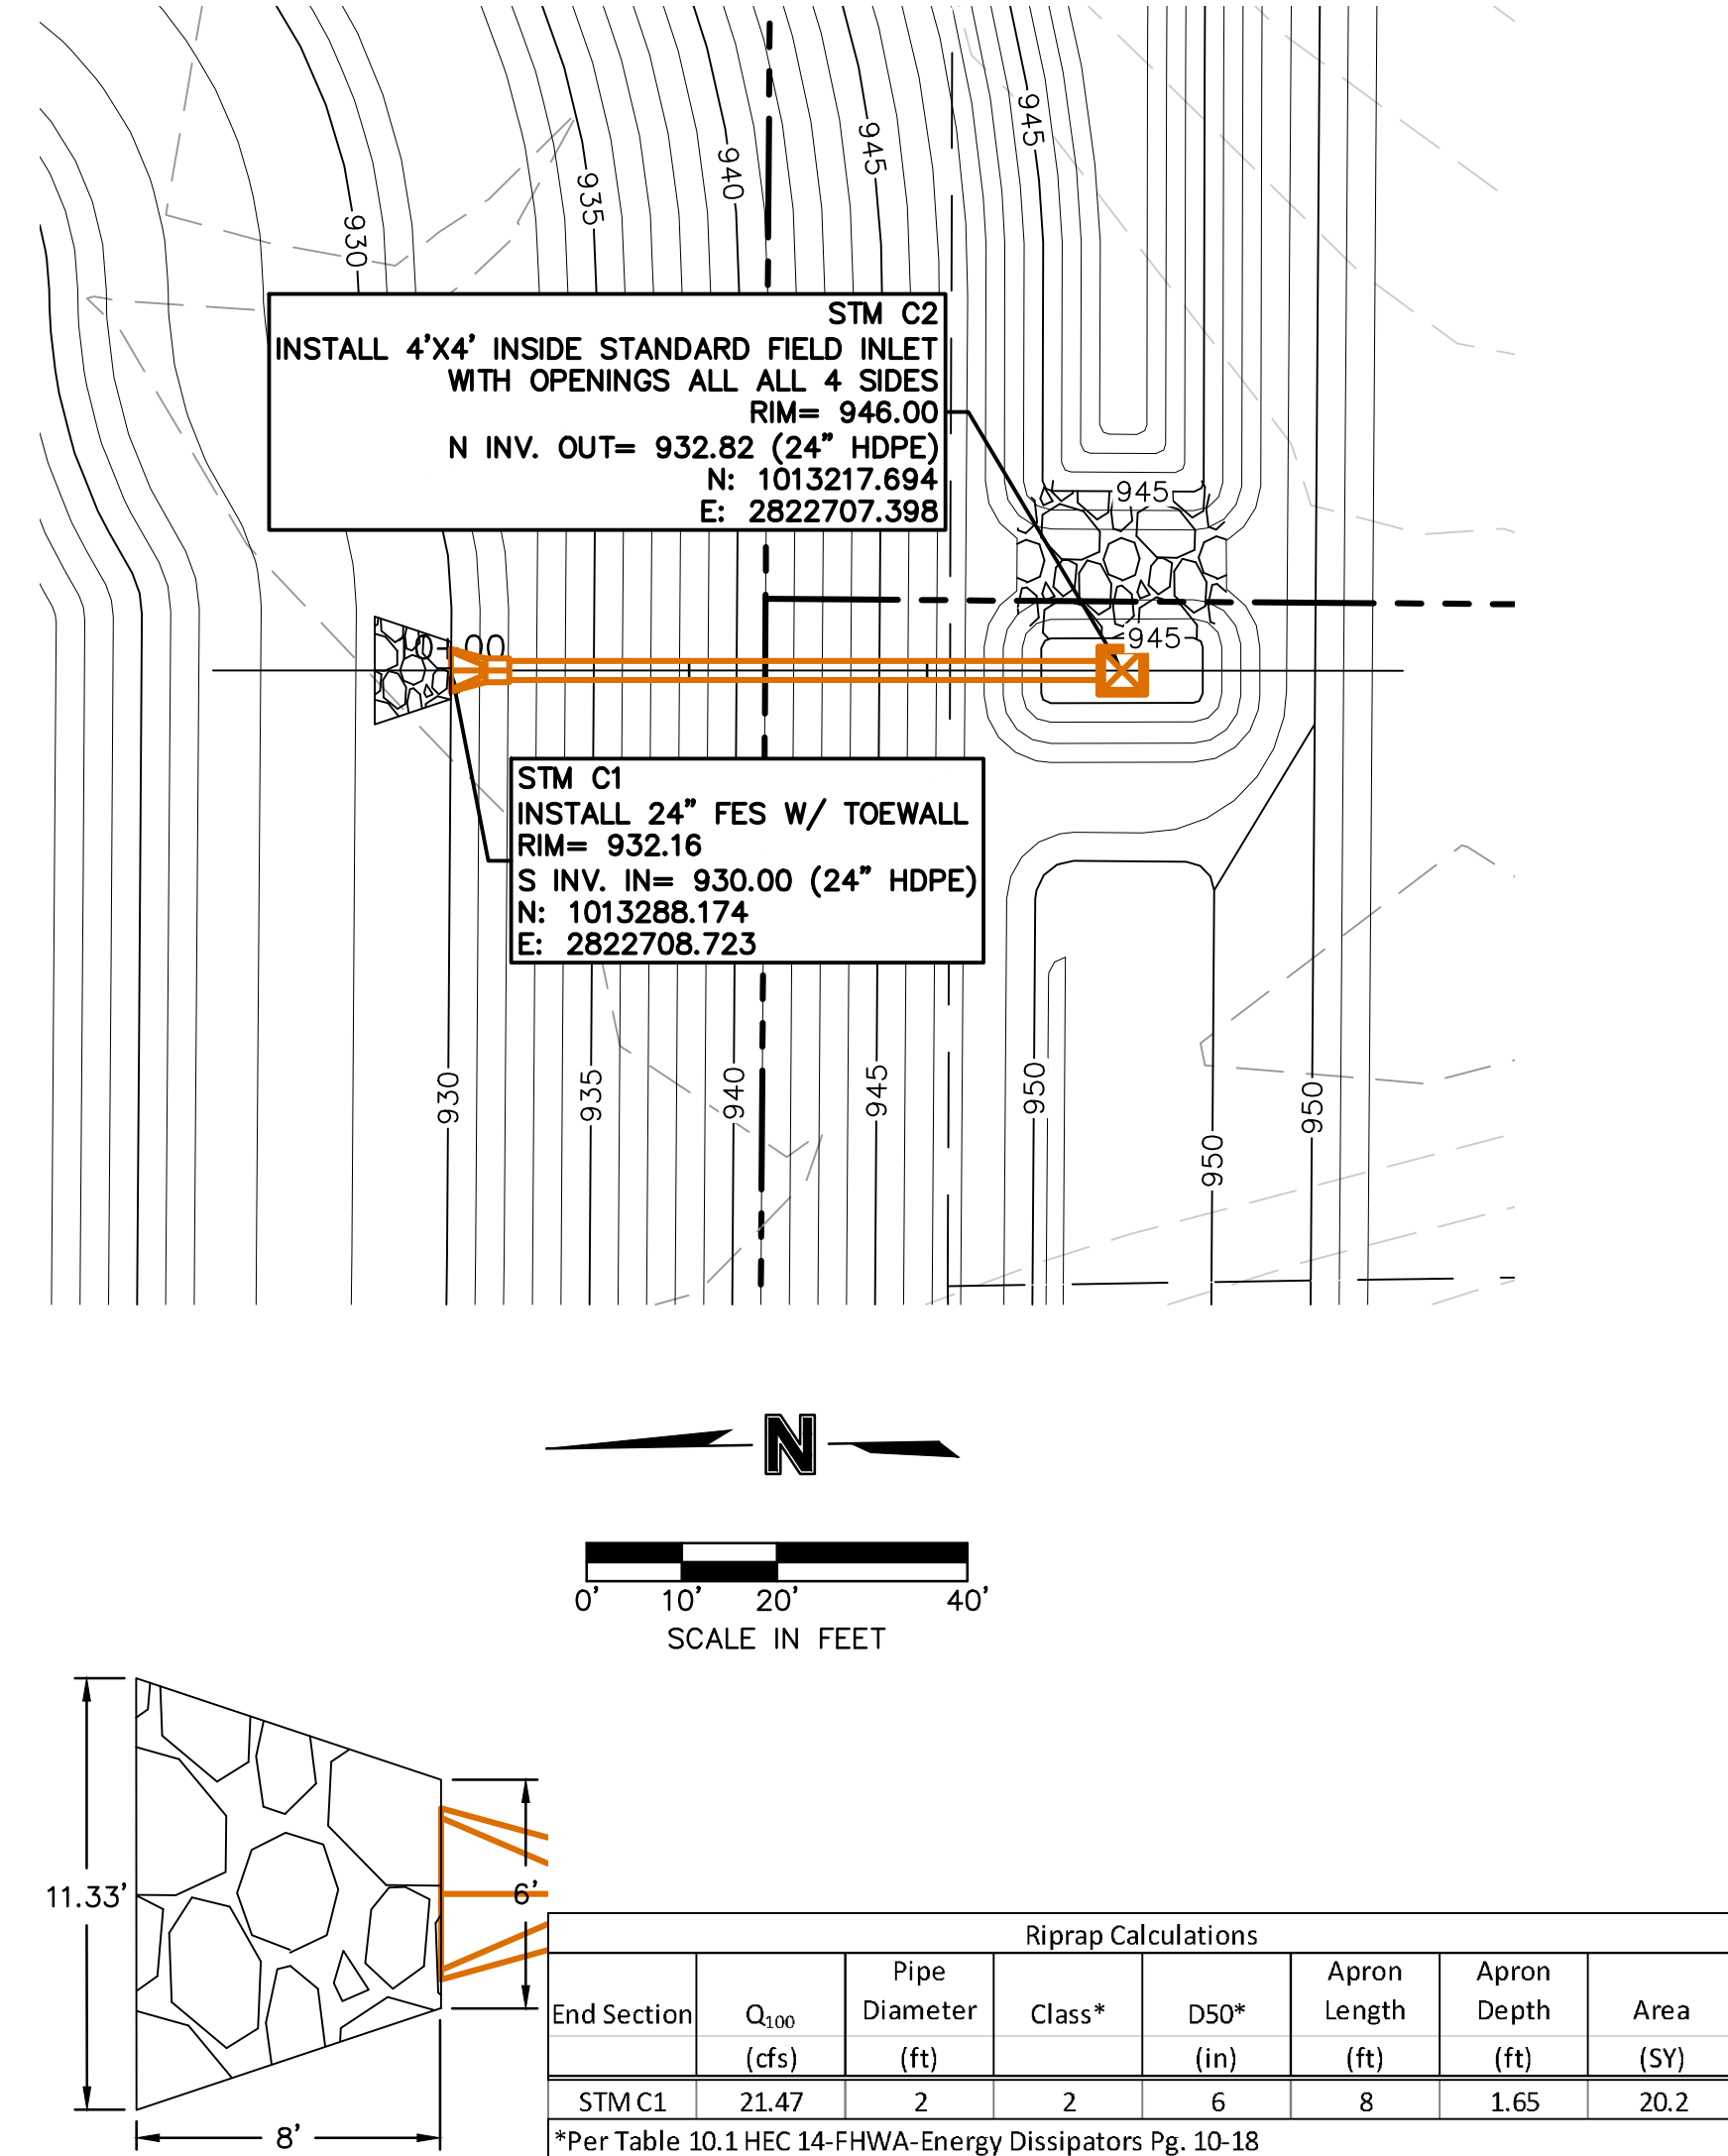 945
945
940
935
930
STM C2
INSTALL 4'X4' INSIDE STANDARD FIELD INLET
WITH OPENINGS ALL ALL 4 SIDES
RIM= 946.00
N INV. OUT= 932.82 (24" HDPE)
N: 1013217.694
E: 2822707.398
945
945
STM C1
INSTALL 24" FES W/ TOEWALL
RIM= 932.16
S INV. IN= 930.00 (24" HDPE)
N: 1013288.174
E: 2822708.723
930
935
940
945
950
950
950
N
0' 10' 20' 40'
SCALE IN FEET
11.33'
6'
8'
Riprap Calculations
End Section Q100 Pipe Diameter Class* D50* Apron Length Apron Depth Area
(cfs) (ft) (in) (ft) (ft) (SY)
STM C1 21.47 2 2 6 8 1.65 20.2
*Per Table 10.1 HEC 14-FHWA-Energy Dissipators Pg. 10-18